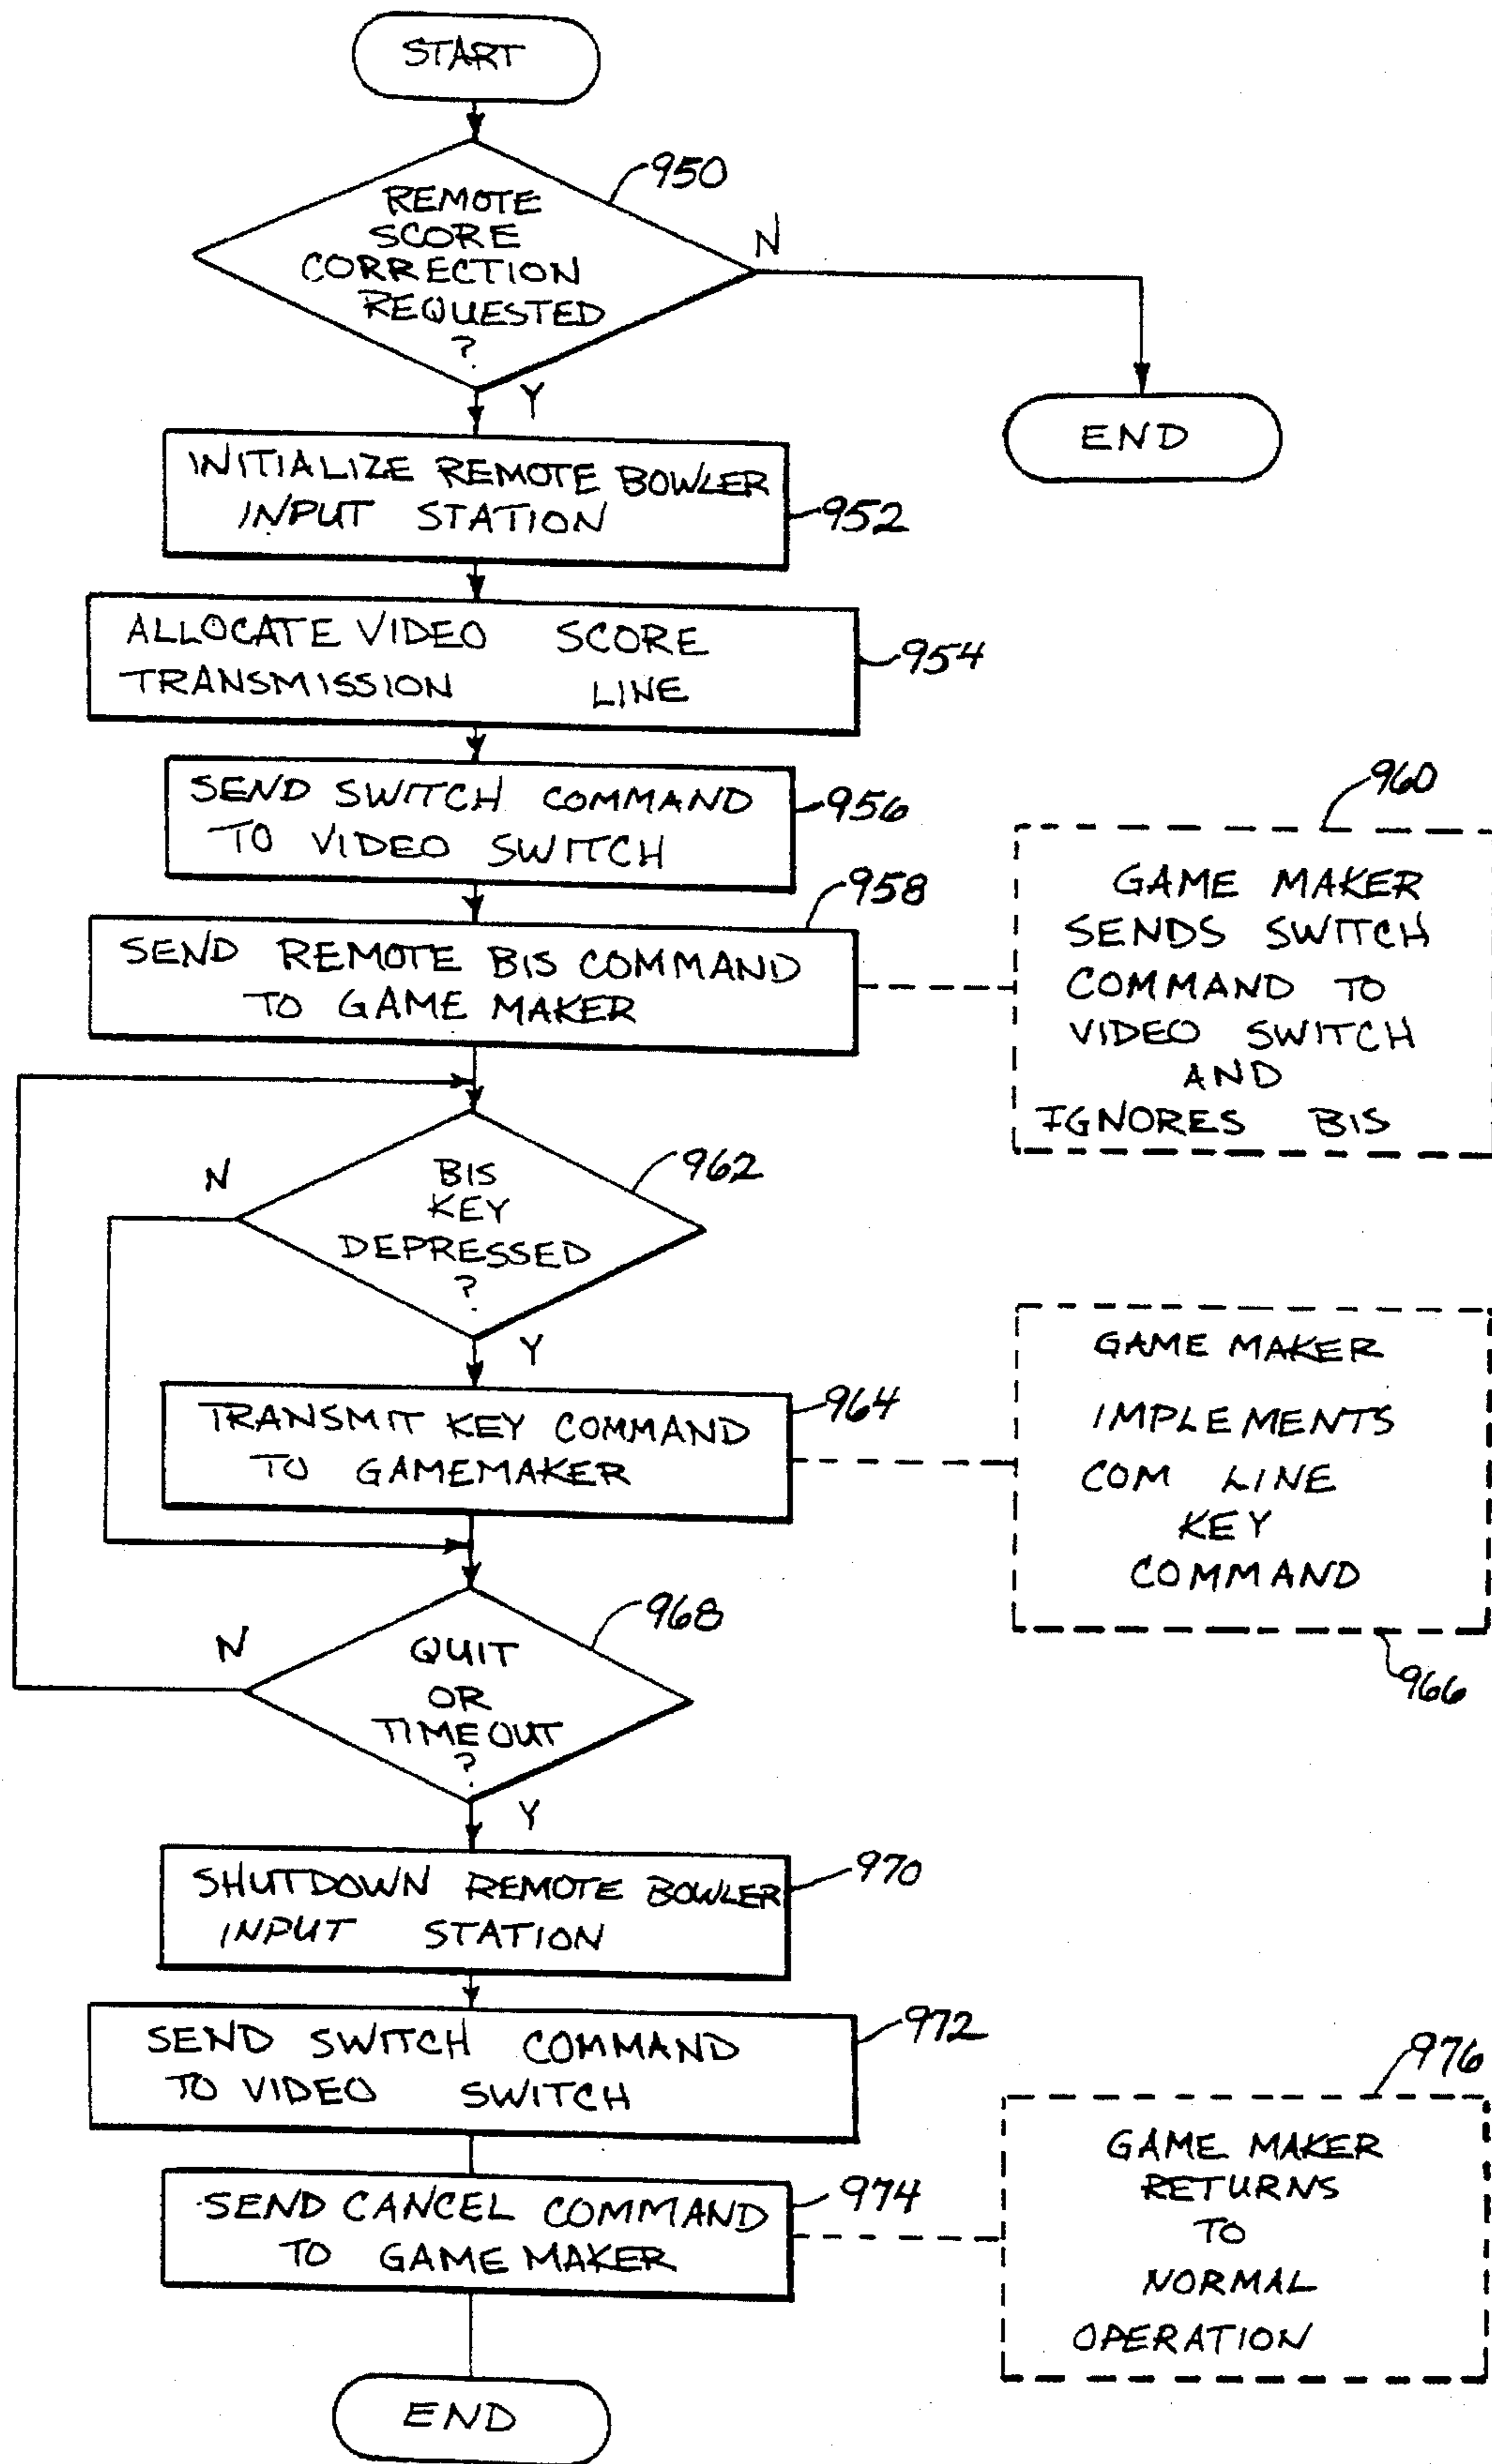 START
950
REMOTE
SCORE
CORRECTION
REQUESTED
?
N
Y
END
INITIALIZE REMOTE BOWLER
INPUT STATION
952
ALLOCATE VIDEO SCORE
TRANSMISSION LINE
954
SEND SWITCH COMMAND
TO VIDEO SWITCH
956
958
SEND REMOTE BIS COMMAND
TO GAME MAKER
960
GAME MAKER
SENDS SWITCH
COMMAND TO
VIDEO SWITCH
AND
IGNORES BIS
N
BIS
KEY
DEPRESSED
?
962
Y
TRANSMIT KEY COMMAND
TO GAMEMAKER
964
GAME MAKER
IMPLEMENTS
COM LINE
KEY
COMMAND
966
N
QUIT
OR
TIMEOUT
?
968
Y
SHUTDOWN REMOTE BOWLER
INPUT STATION
970
SEND SWITCH COMMAND
TO VIDEO SWITCH
972
SEND CANCEL COMMAND
TO GAME MAKER
974
976
GAME MAKER
RETURNS
TO
NORMAL
OPERATION
END